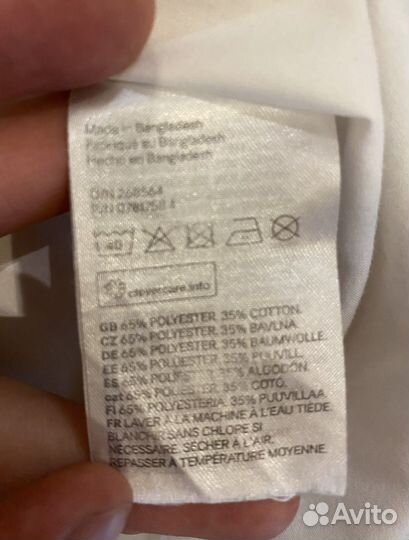 Made in Bangladesh
Fabriqué au Bangladesh
Hecho en Bangladesh
O/N 268564
P/N
40
clevercare.info
GB 65% POLYESTER. 35% COTTON.
CZ 65% POLYESTER. 35% BAVLNA.
DE 65% POLYESTER. 35% BAUMWOLLE.
EE 65% POLÜESTER. 35% PUUVILL.
ES 65% 35% ALGODÓN.
cat 65% POLIÈSTER. 35% COTÓ.
FI 65% POLYESTERIA. 35% PUUVILLAA.
FR LAVER À LA MACHINE À L'EAU TIÈDE.
BLANCHIR SANS CHLORE SI
NÉCESSAIRE. SÉCHER À L'AIR.
REPASSER À TEMPÉRATURE MOYENNE.
Avito